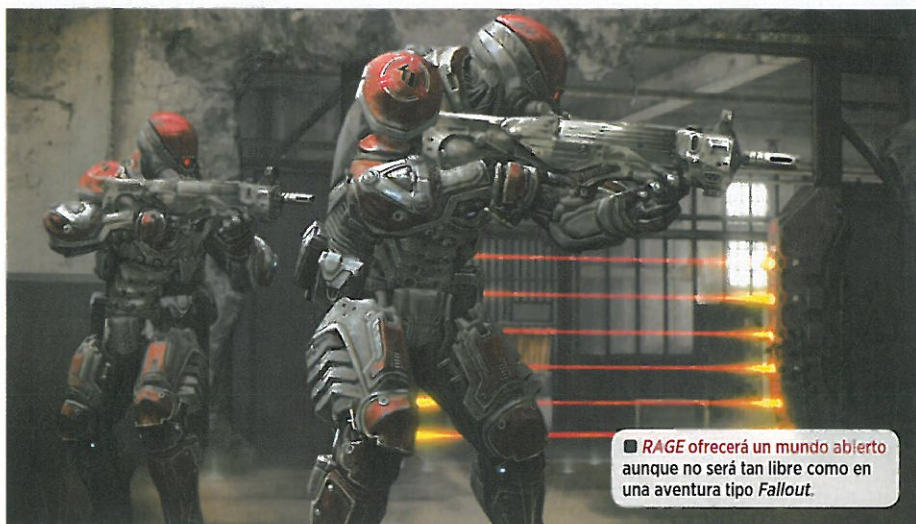 ■ RAGE ofrecerá un mundo abierto
aunque no será tan libre como en
una aventura tipo Fallout.